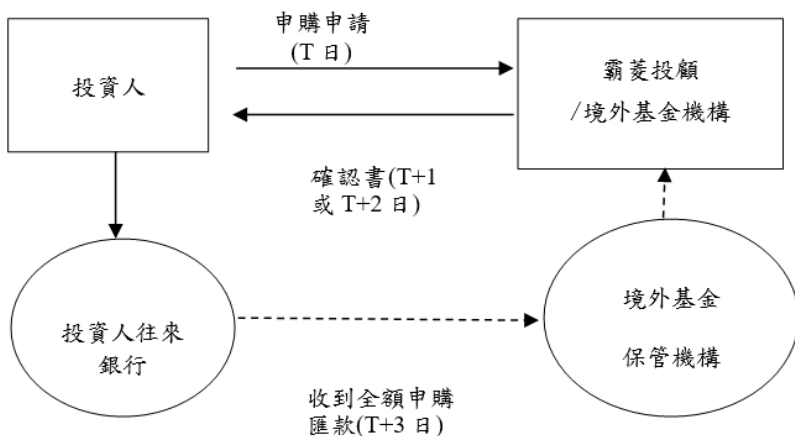 申購申請
(T 日)
投資人
霸菱投顧
/境外基金機構
確認書(T+1
或 T+2 日)
投資人往來
銀行
境外基金
保管機構
收到全額申購
匯款(T+3 日)